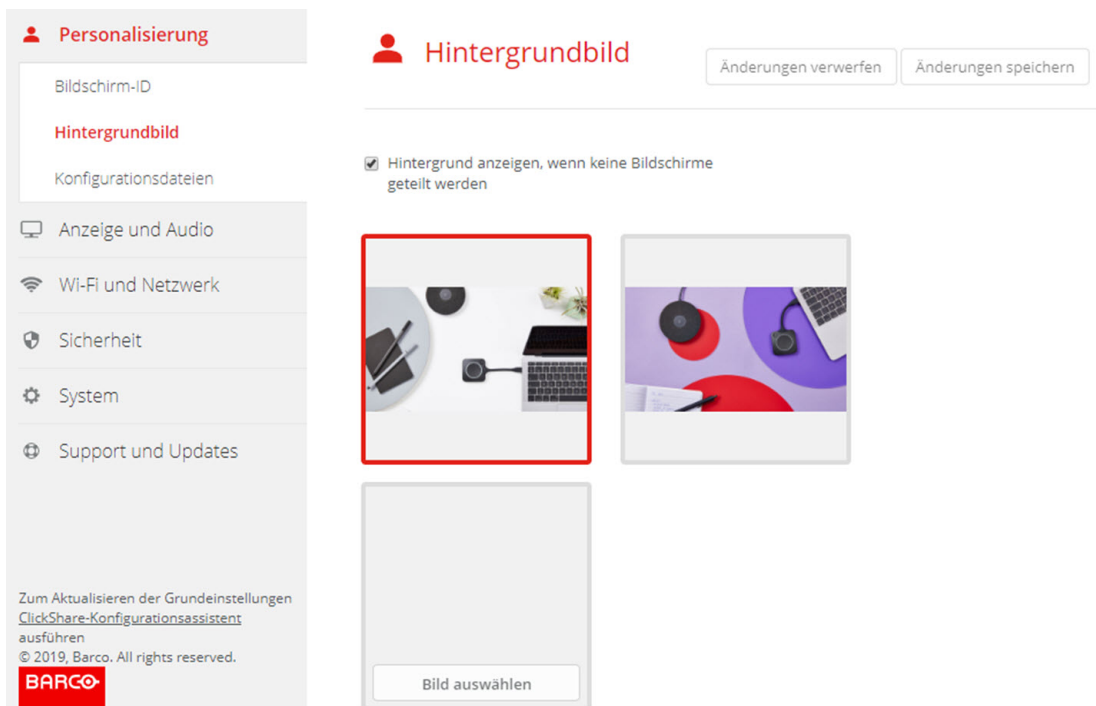 Personalisierung
Bildschirm-ID
Hintergrundbild
Konfigurationsdateien
Anzeige und Audio
Wi-Fi und Netzwerk
Sicherheit
System
Support und Updates
Zum Aktualisieren der Grundeinstellungen
ClickShare-Konfigurationsassistent
ausführen
© 2019, Barco. All rights reserved.
BARCO
Hintergrundbild
Änderungen verwerfen
Änderungen speichern
Hintergrund anzeigen, wenn keine Bildschirme
geteilt werden
Bild auswählen